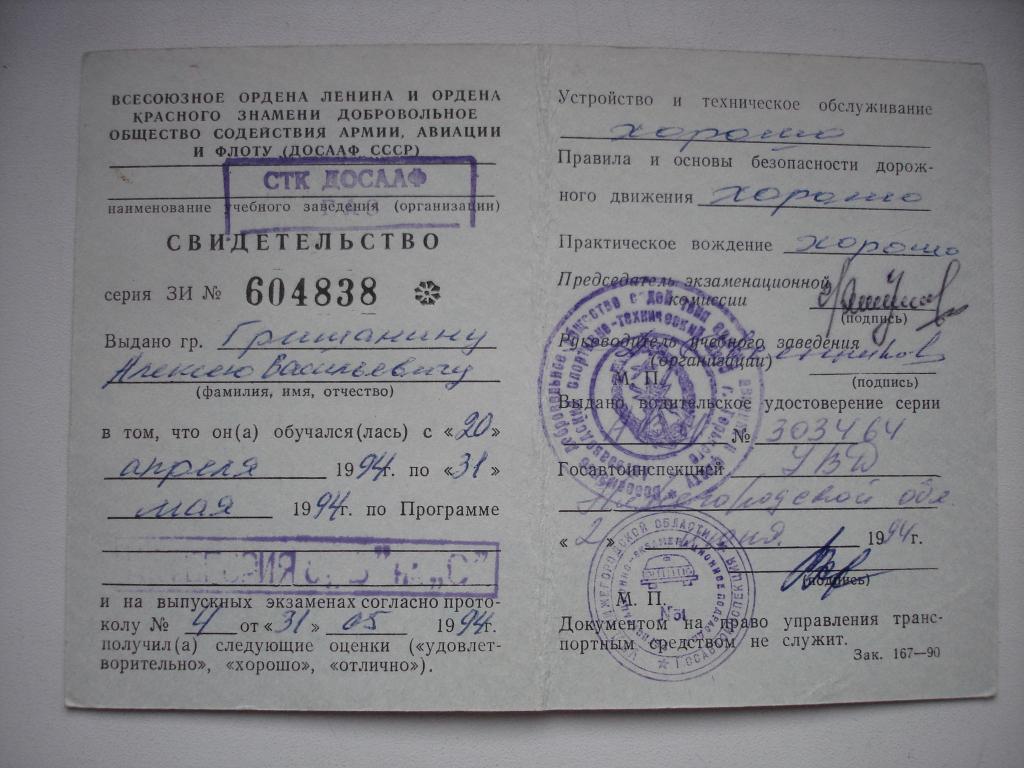 ВСЕСОЮЗНОЕ ОРДЕНА ЛЕНИНА И ОРДЕНА
КРАСНОГО ЗНАМЕНИ ДОБРОВОЛЬНОЕ
ОБЩЕСТВО СОДЕЙСТВИЯ АРМИИ, АВИАЦИИ
И ФЛОТУ (ДОСААФ СССР)
СТК ДОСААФ
наименование учебного заведения (организации)
СВИДЕТЕЛЬСТВО
серия ЗИ № 604838
Выдано гр. Гришанину
Алексею Васильевичу
(фамилия, имя, отчество)
в том, что он(а) обучался(лась) с «20»
апреля 1994г. по «31»
мая 1994г. по Программе
"С"
и на выпускных экзаменах согласно прото-
колу № 4 от «31» 05 1994г.
получил(а) следующие оценки («удовлет-
ворительно», «хорошо», «отлично»).
Устройство и техническое обслуживание
хорошо
Правила и основы безопасности дорож-
ного движения хорошо
Практическое вождение хорошо
Председатель экзаменационной
комиссии
(подпись)
Руководитель учебного заведения
(организации)
(подпись)
М. П.
Выдано водительское удостоверение серии
№ 303464
Госавтоинспекцией УВД
Нижегородской обл.
«2» 1994г.
(подпись)
М. П.
№51
Документом на право управления транс-
портным средством не служит.
Зак. 167—90